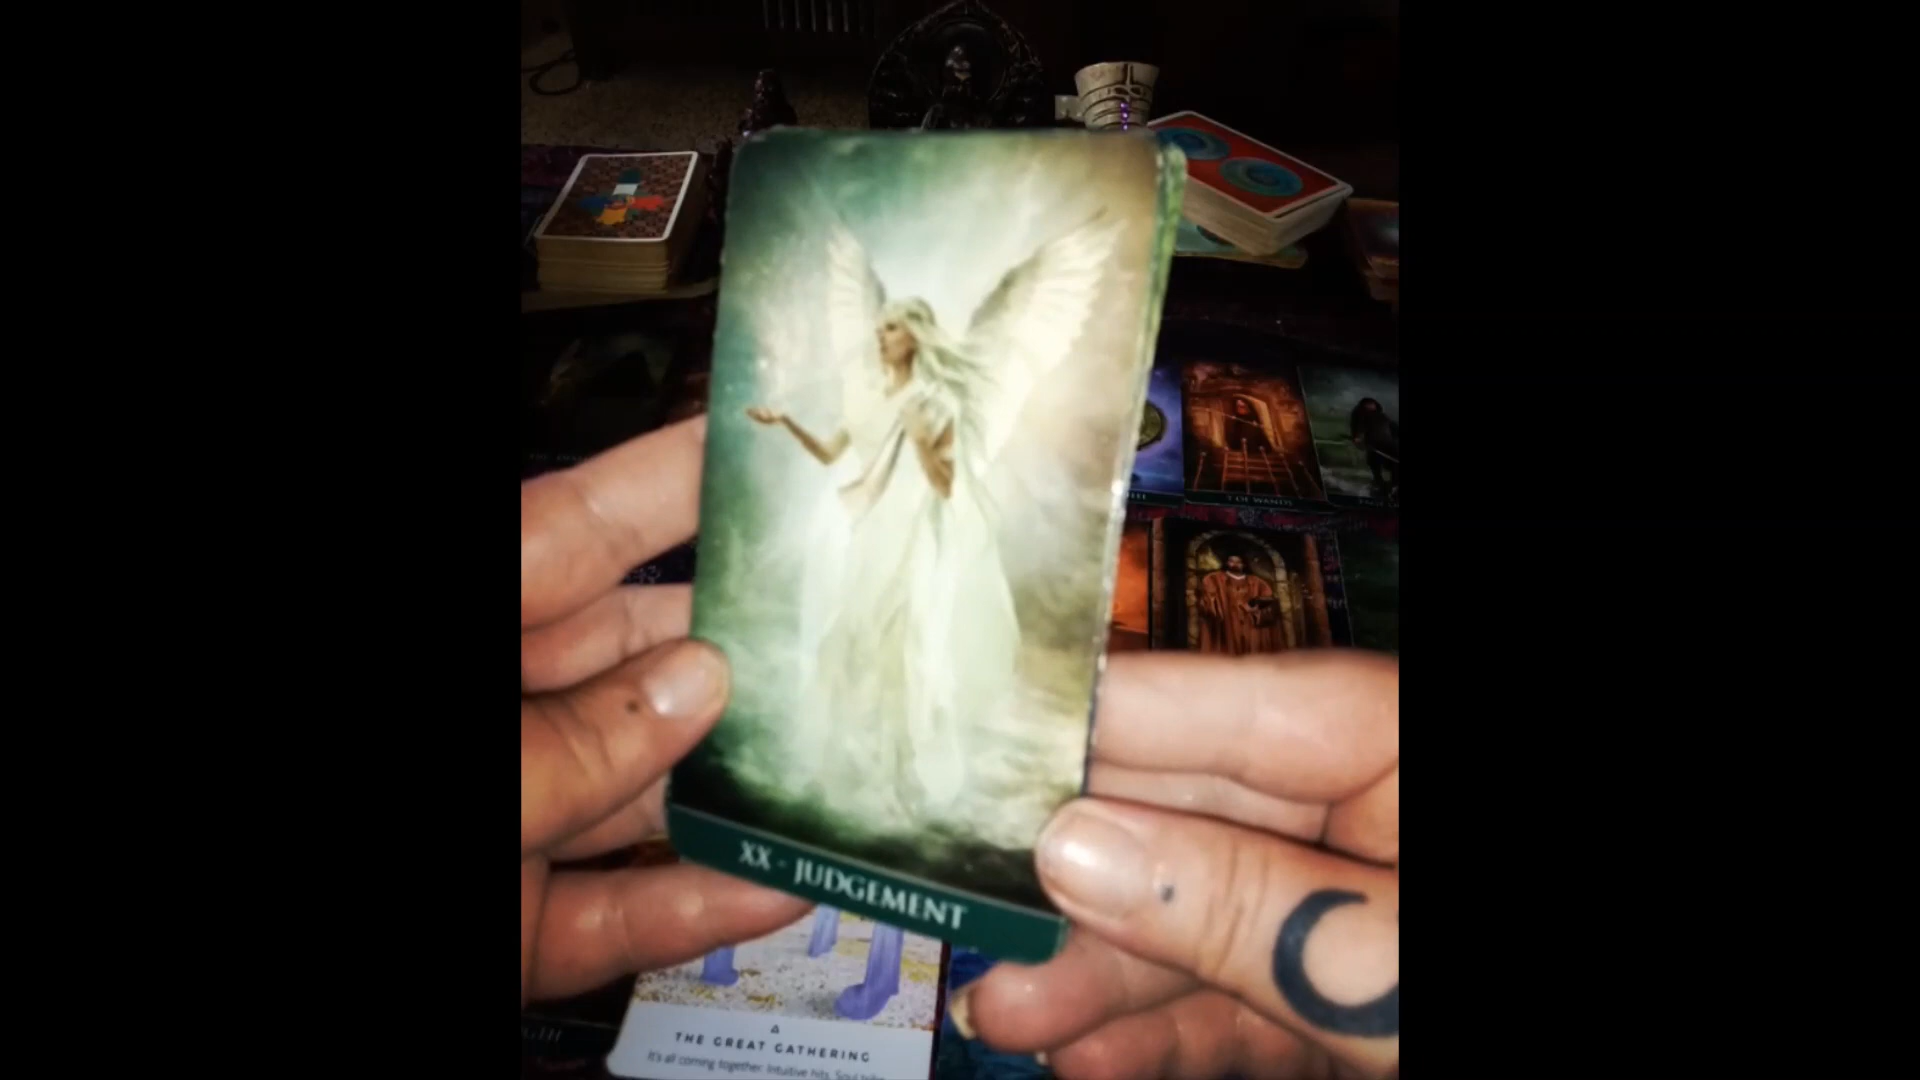 7 OF WANDS
XX - JUDGEMENT
THE GREAT GATHERING
It's all coming together. Intuitive hits. Soul